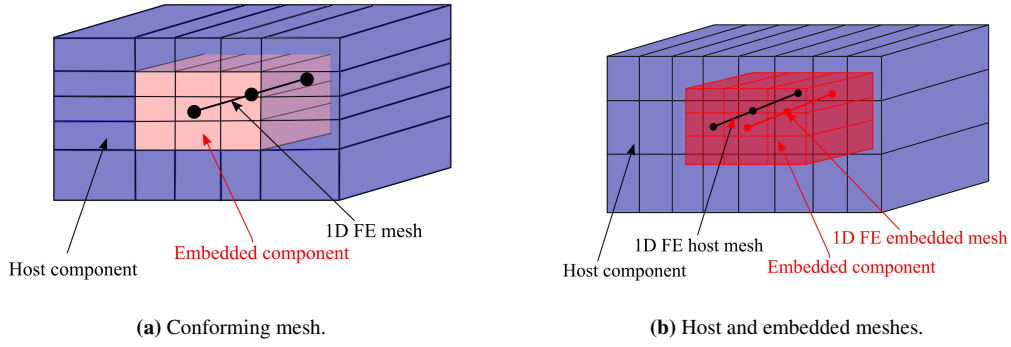 1D FE mesh
Embedded component
Host component
(a) Conforming mesh.
1D FE host mesh
1D FE embedded mesh
Host component
Embedded component
(b) Host and embedded meshes.